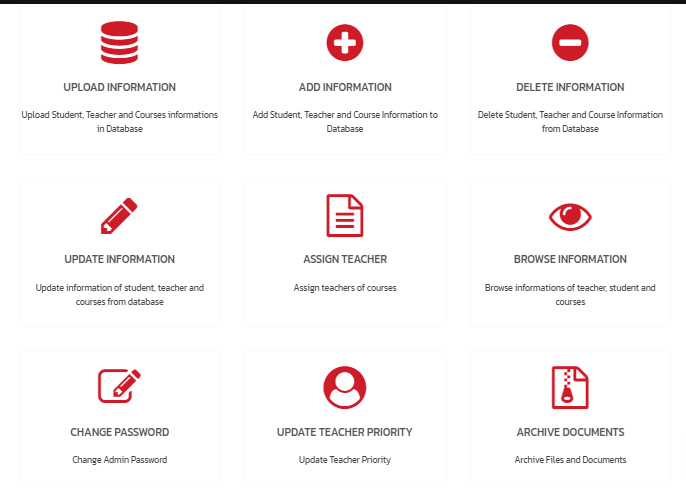 UPLOAD INFORMATION
Upload Student, Teacher and Courses informations
in Database
ADD INFORMATION
Add Student, Teacher and Course Information to
Database
DELETE INFORMATION
Delete Student, Teacher and Course Information
from Database
UPDATE INFORMATION
Update information of student, teacher and
courses from database
ASSIGN TEACHER
Assign teachers of courses
BROWSE INFORMATION
Browse informations of teacher, student and
courses
CHANGE PASSWORD
Change Admin Password
UPDATE TEACHER PRIORITY
Update Teacher Priority
ARCHIVE DOCUMENTS
Archive Files and Documents